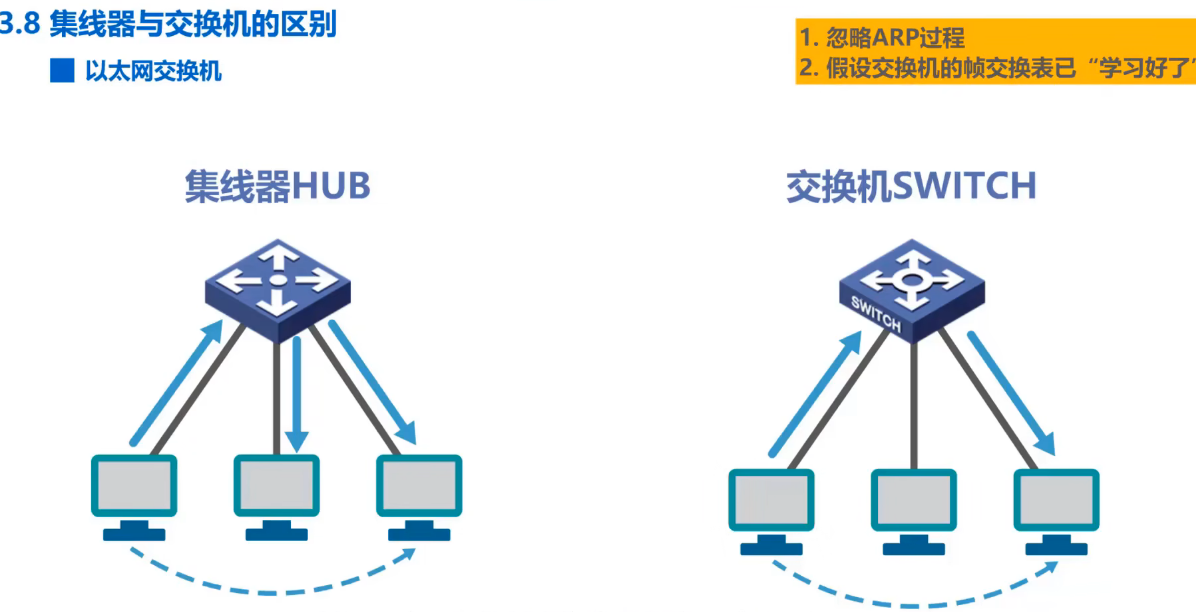 3.8 集线器与交换机的区别
以太网交换机
1. 忽略ARP过程
2. 假设交换机的帧交换表已“学习好了”
集线器HUB
交换机SWITCH
SWITCH